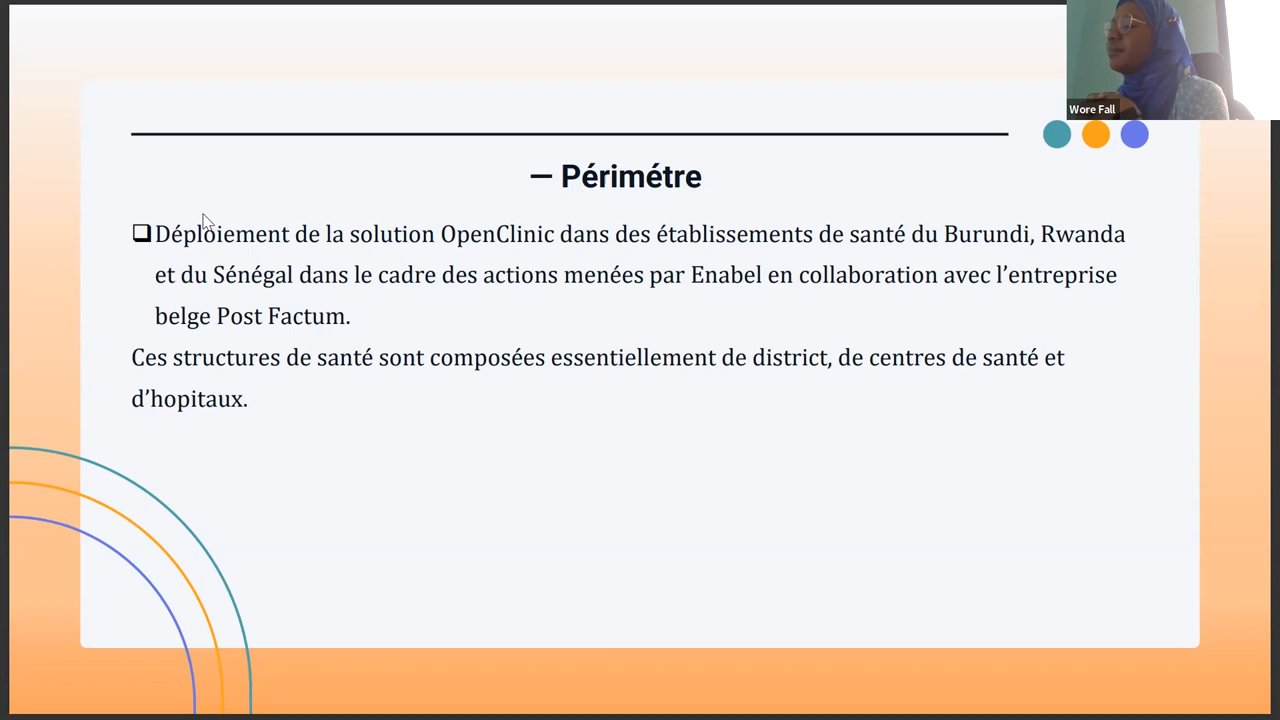 Wore Fall
— Périmétre
❑Déploiement de la solution OpenClinic dans des établissements de santé du Burundi, Rwanda
et du Sénégal dans le cadre des actions menées par Enabel en collaboration avec l’entreprise
belge Post Factum.
Ces structures de santé sont composées essentiellement de district, de centres de santé et
d’hopitaux.